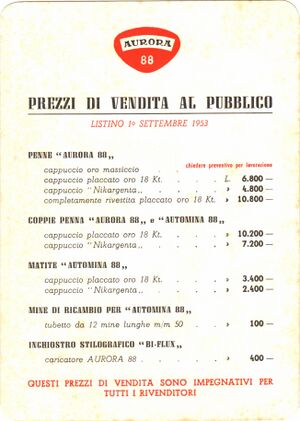 AURORA
88
PREZZI DI VENDITA AL PUBBLICO
LISTINO 1º SETTEMBRE 1953
PENNE "AURORA 88„
cappuccio oro massiccio . . chiedere preventivo per lavorazione
cappuccio placcato oro 18 Kt. . . L. 6.800 —
cappuccio "Nikargenta„ . . . » 4.800 —
completamente rivestita placcato oro 18 Kt. » 10.800 —
COPPIE PENNA "AURORA 88„ e "AUTOMINA 88„
cappuccio placcato oro 18 Kt. . . » 10.200 —
cappuccio "Nikargenta„ . . . » 7.200 —
MATITE "AUTOMINA 88„
cappuccio placcato oro 18 Kt. . . » 3.400 —
cappuccio "Nikargenta„ . . . » 2.400 —
MINE DI RICAMBIO PER "AUTOMINA 88„
tubetto da 12 mine lunghe m/m 50 . . » 100 —
INCHIOSTRO STILOGRAFICO "BI-FLUX„
caricatore AURORA 88 . . . . » 400 —
QUESTI PREZZI DI VENDITA SONO IMPEGNATIVI PER
TUTTI I RIVENDITORI